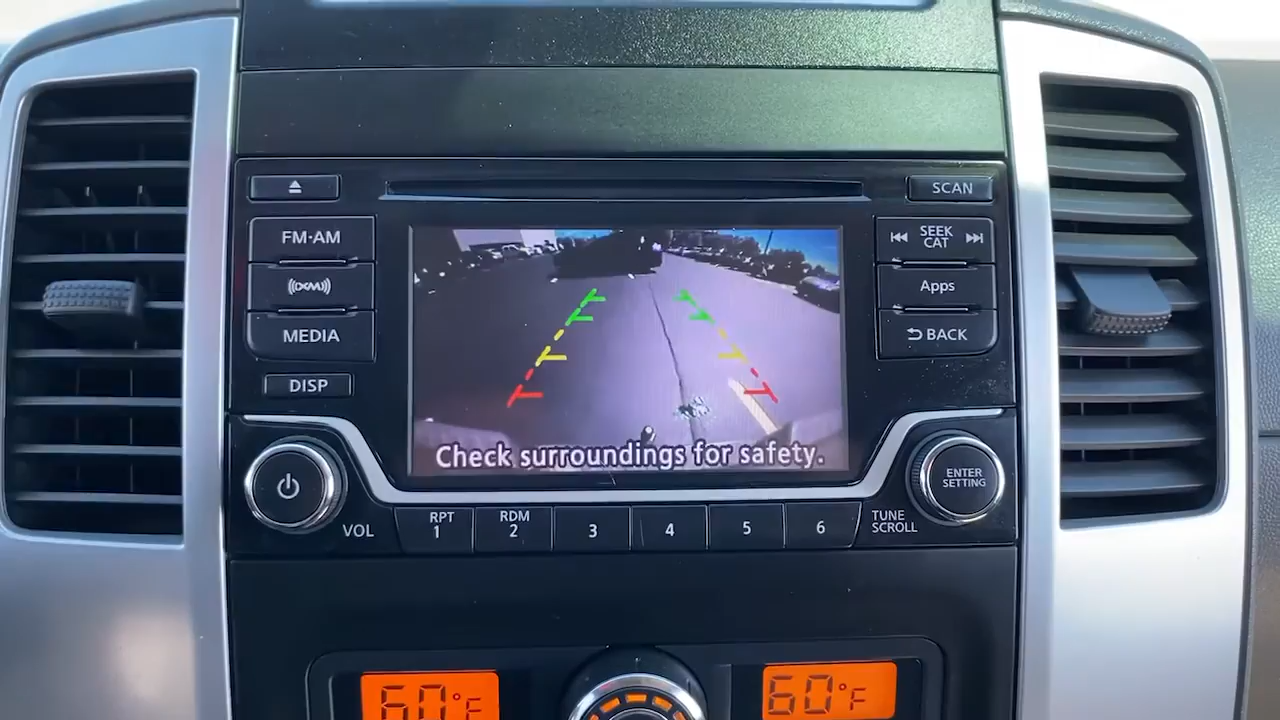 SCAN
FM·AM
SEEK
CAT
((XM))
Apps
MEDIA
BACK
DISP
Check surroundings for safety.
ENTER
SETTING
VOL
RPT
1
RDM
2
3
4
5
6
TUNE
SCROLL
60°F
60°F